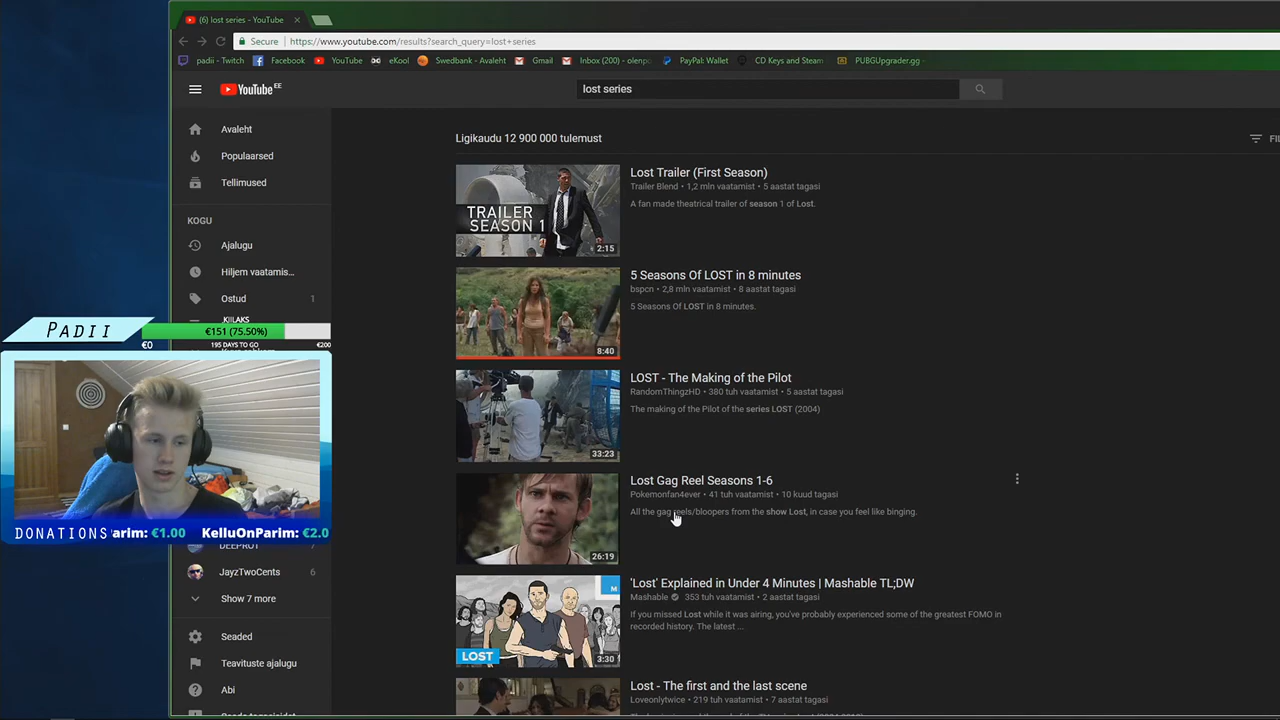 (6) lost series - YouTube
Secure https://www.youtube.com/results?search_query=lost+series
padii - Twitch Facebook YouTube eKool Swedbank - Avaleht Gmail Inbox (200) - olenpa PayPal: Wallet CD Keys and Steam PUBGUpgrader.gg
YouTube EE
lost series
Avaleht
Populaarsed
Tellimused
KOGU
Ajalugu
Hiljem vaatamis...
Ostud 1
Padii
€151 (75.50%)
€0 195 DAYS TO GO €200
DONATIONS arim: €1.00 KelluOnParim: €2.0
JayzTwoCents 6
Show 7 more
Seaded
Teavituste ajalugu
Abi
Ligikaudu 12 900 000 tulemust
TRAILER
SEASON 1
2:15
Lost Trailer (First Season)
Trailer Blend • 1,2 mln vaatamist • 5 aastat tagasi
A fan made theatrical trailer of season 1 of Lost.
8:40
5 Seasons Of LOST in 8 minutes
bspcn • 2,8 mln vaatamist • 8 aastat tagasi
5 Seasons Of LOST in 8 minutes.
33:23
LOST - The Making of the Pilot
RandomThingzHD • 380 tuh vaatamist • 5 aastat tagasi
The making of the Pilot of the series LOST (2004)
26:19
Lost Gag Reel Seasons 1-6
Pokemonfan4ever • 41 tuh vaatamist • 10 kuud tagasi
All the gag reels/bloopers from the show Lost, in case you feel like binging.
M
LOST
3:30
'Lost' Explained in Under 4 Minutes | Mashable TL;DW
Mashable 353 tuh vaatamist • 2 aastat tagasi
If you missed Lost while it was airing, you've probably experienced some of the greatest FOMO in
recorded history. The latest ...
Lost - The first and the last scene
Loveonlytwice • 219 tuh vaatamist • 7 aastat tagasi